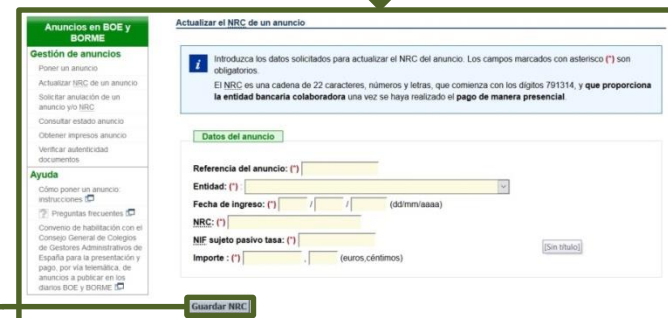 Anuncios en BOE y
BORME
Gestión de anuncios
Poner un anuncio
Actualizar NRC de un anuncio
Solicitar anulación de un
anuncio y/o NRC
Consultar estado anuncio
Obtener impresos anuncio
Verificar autenticidad
documentos
Ayuda
Cómo poner un anuncio:
instrucciones
Preguntas frecuentes
Convenio de habilitación con el
Consejo General de Colegios
de Gestores Administrativos de
España para la presentación y
pago, por vía telemática, de
anuncios a publicar en los
diarios BOE y BORME
Actualizar el NRC de un anuncio
Introduzca los datos solicitados para actualizar el NRC del anuncio. Los campos marcados con asterisco (*) son
obligatorios.
El NRC es una cadena de 22 caracteres, números y letras, que comienza con los dígitos 791314, y que proporciona
la entidad bancaria colaboradora una vez se haya realizado el pago de manera presencial.
Datos del anuncio
Referencia del anuncio: (*)
Entidad: (*) :
Fecha de ingreso: (*) / / (dd/mm/aaaa)
NRC: (*)
NIF sujeto pasivo tasa: (*)
Importe : (*) , (euros,céntimos)
[Sin título]
Guardar NRC